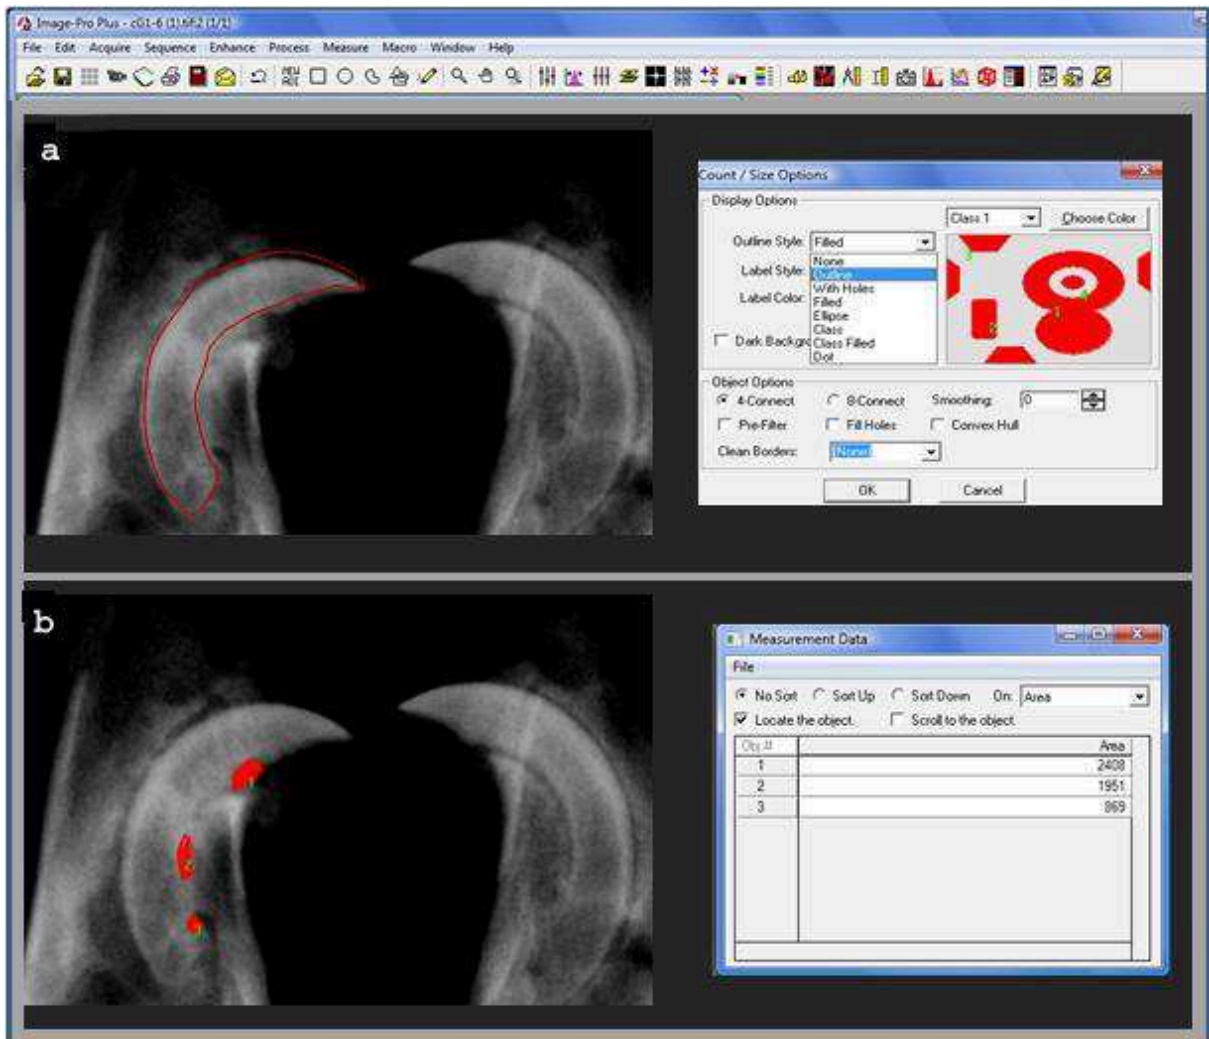 Image-Pro Plus - cG1-6 (1).tif2 (1/1)
File Edit Acquire Sequence Enhance Process Measure Macro Window Help
a
Count / Size Options
Display Options
Class 1
Choose Color
Outline Style:
Filled
None
Label Style:
Outline
With Holes
Label Color:
Filled
Ellipse
Class
Dark Backgr
Class Filled
Dot
Object Options
4-Connect
8-Connect
Smoothing:
0
Pre-Filter
Fill Holes
Convex Hull
Clean Borders:
(None)
OK
Cancel
b
Measurement Data
File
No Sort
Sort Up
Sort Down
On:
Area
Locate the object.
Scroll to the object.
Obj.#
Area
1
2408
2
1951
3
869